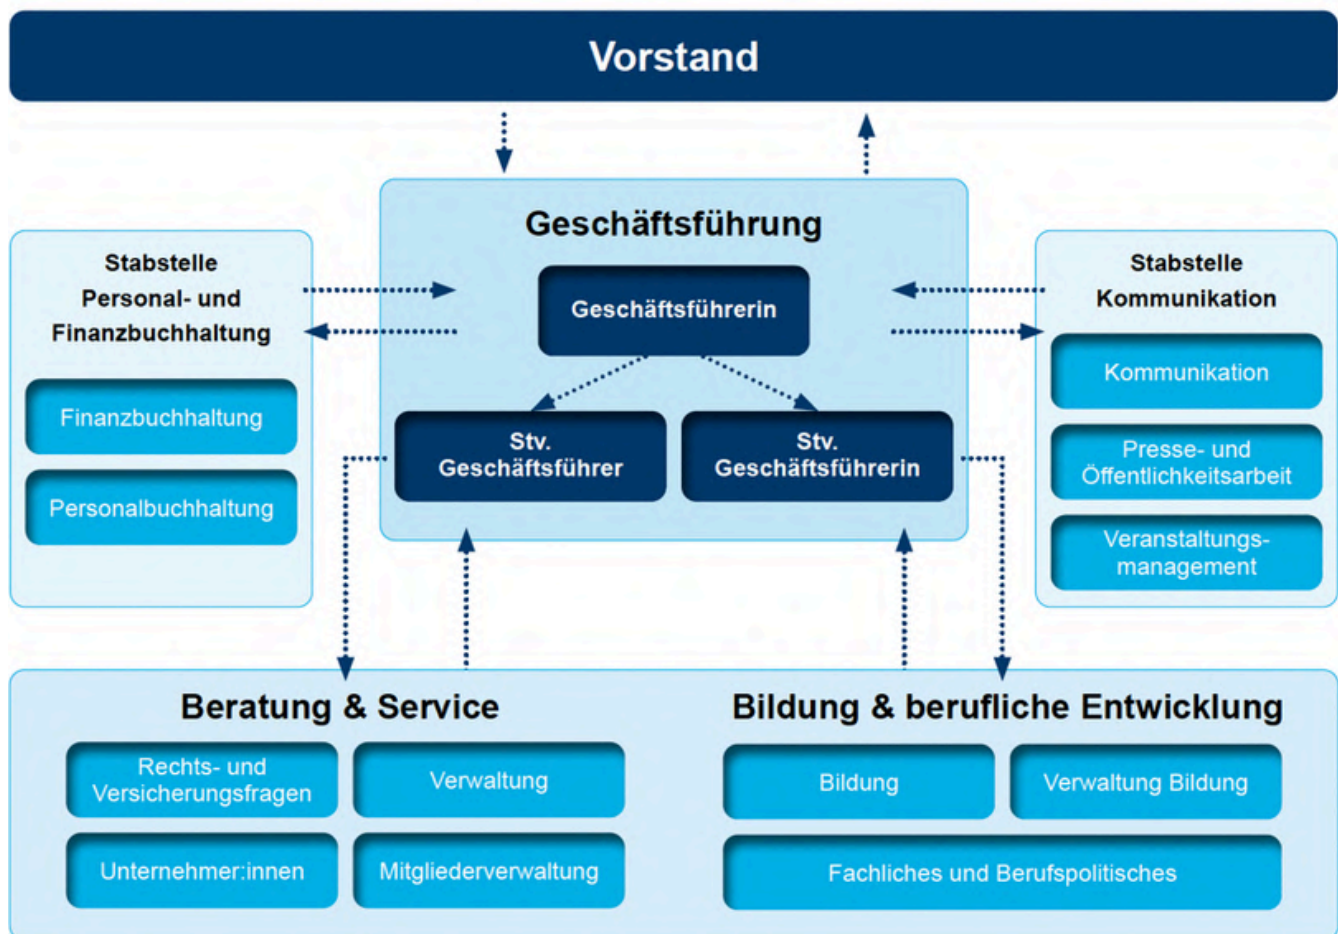 Vorstand
Geschäftsführung
Geschäftsführerin
Stv.
Geschäftsführer
Stv.
Geschäftsführerin
Stabstelle
Personal- und
Finanzbuchhaltung
Finanzbuchhaltung
Personalbuchhaltung
Stabstelle
Kommunikation
Kommunikation
Presse- und
Öffentlichkeitsarbeit
Veranstaltungs-
management
Beratung & Service
Rechts- und
Versicherungsfragen
Verwaltung
Unternehmer:innen
Mitgliederverwaltung
Bildung & berufliche Entwicklung
Bildung
Verwaltung Bildung
Fachliches und Berufspolitisches